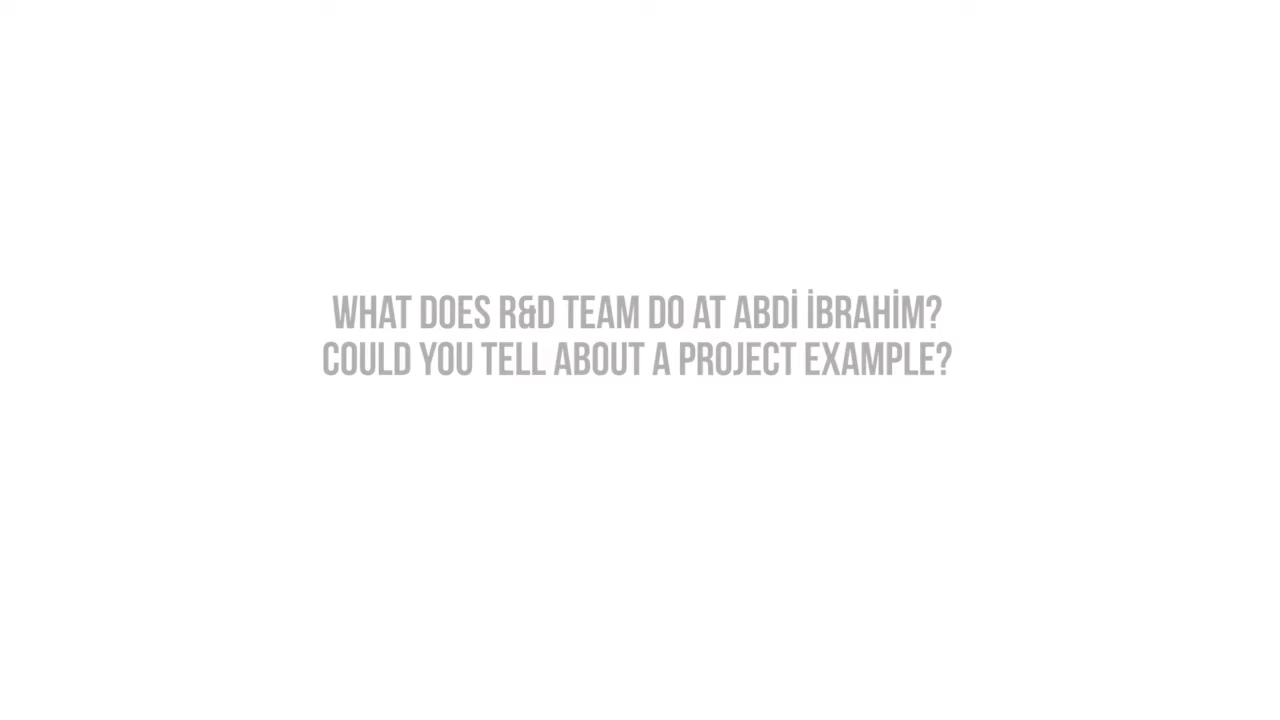 WHAT DOES R&D TEAM DO AT ABDİ İBRAHİM?
COULD YOU TELL ABOUT A PROJECT EXAMPLE?